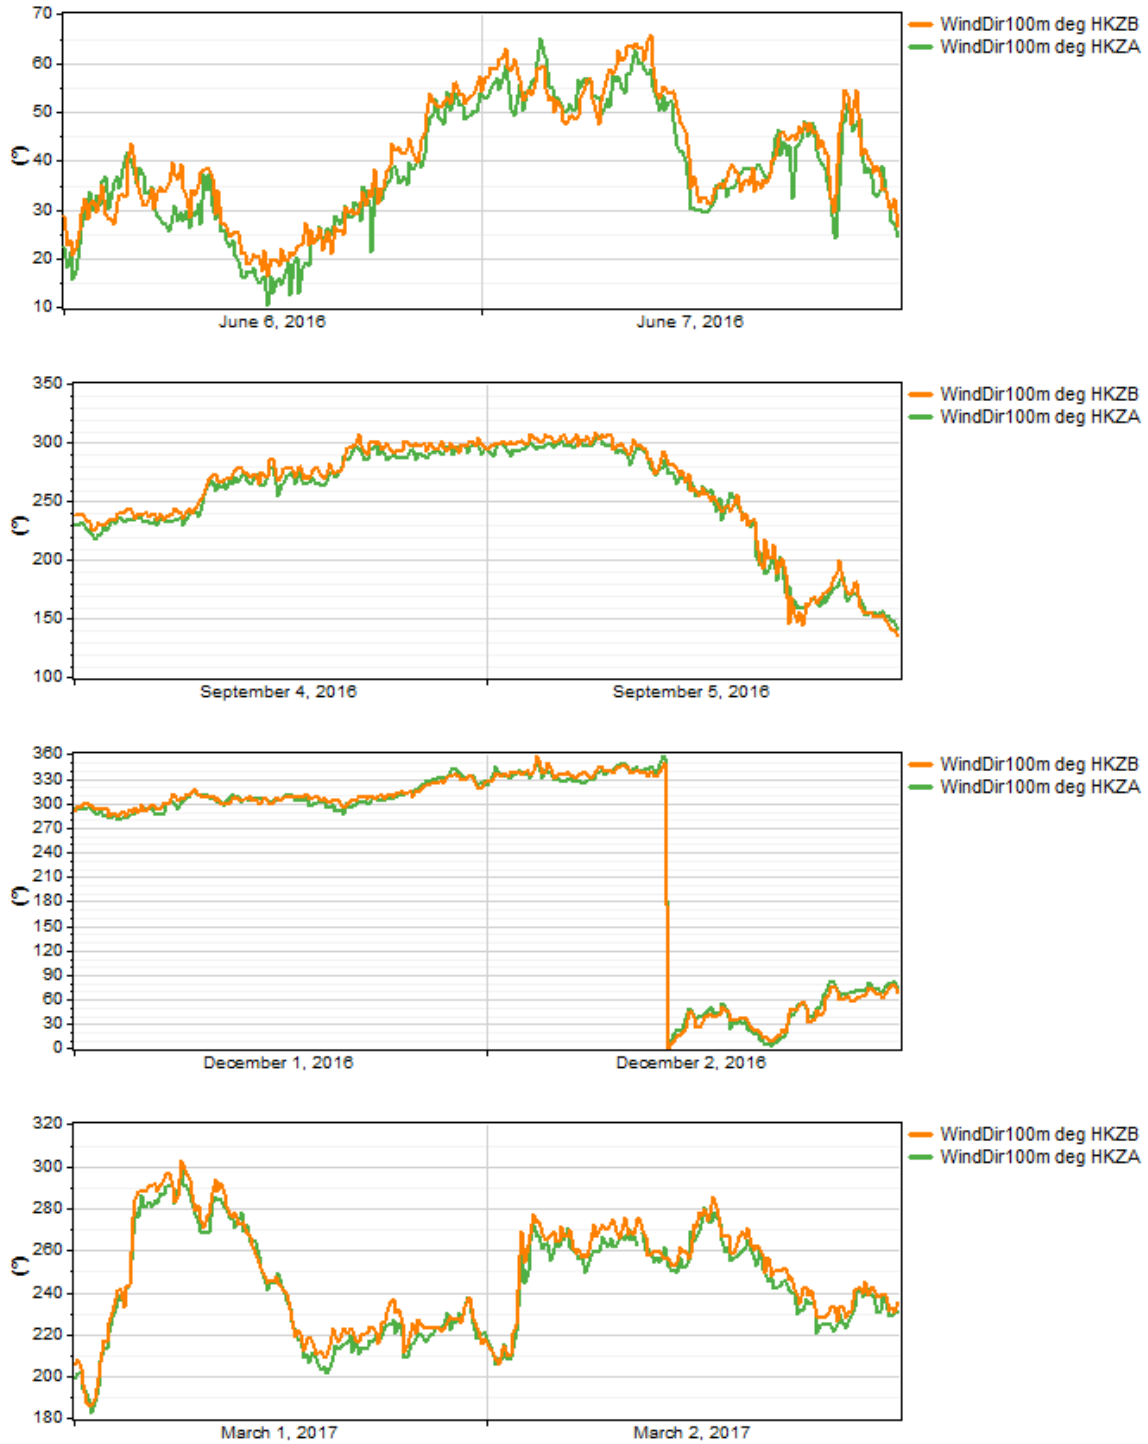 70
60
50
40
30
20
10
(°)
June 6, 2016
June 7, 2016
WindDir100m deg HKZB
WindDir100m deg HKZA
350
300
250
200
150
100
(°)
September 4, 2016
September 5, 2016
WindDir100m deg HKZB
WindDir100m deg HKZA
360
330
300
270
240
210
180
150
120
90
60
30
0
(°)
December 1, 2016
December 2, 2016
WindDir100m deg HKZB
WindDir100m deg HKZA
320
300
280
260
240
220
200
180
(°)
March 1, 2017
March 2, 2017
WindDir100m deg HKZB
WindDir100m deg HKZA